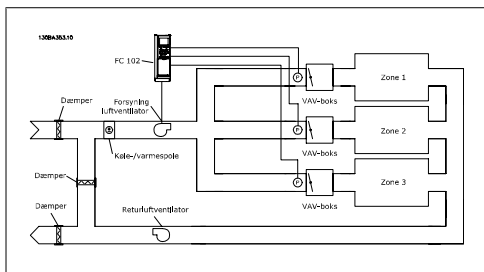 130BA353.10
FC 102
Dæmper
Forsyning
luftventilator
Køle-/varmespole
Dæmper
Dæmper
Returluftventilator
P
VAV-boks
Zone 1
P
VAV-boks
Zone 2
P
VAV-boks
Zone 3